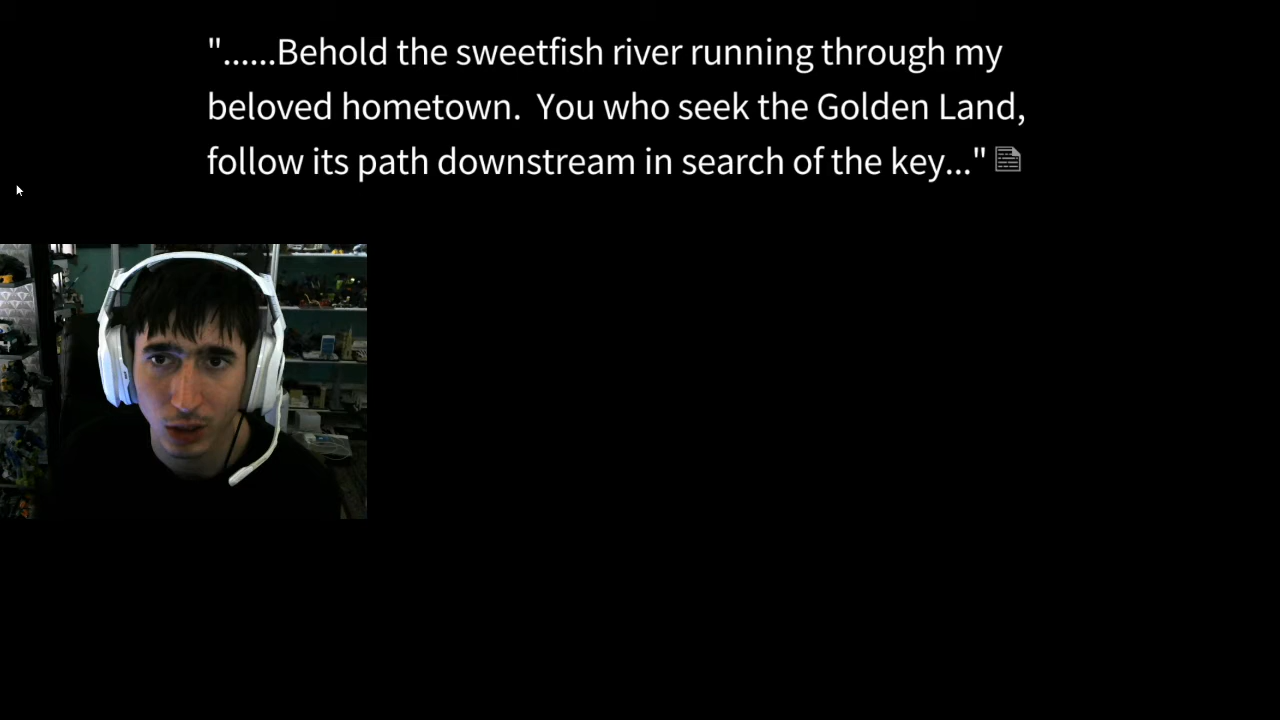 "......Behold the sweetfish river running through my
beloved hometown.  You who seek the Golden Land,
follow its path downstream in search of the key..."